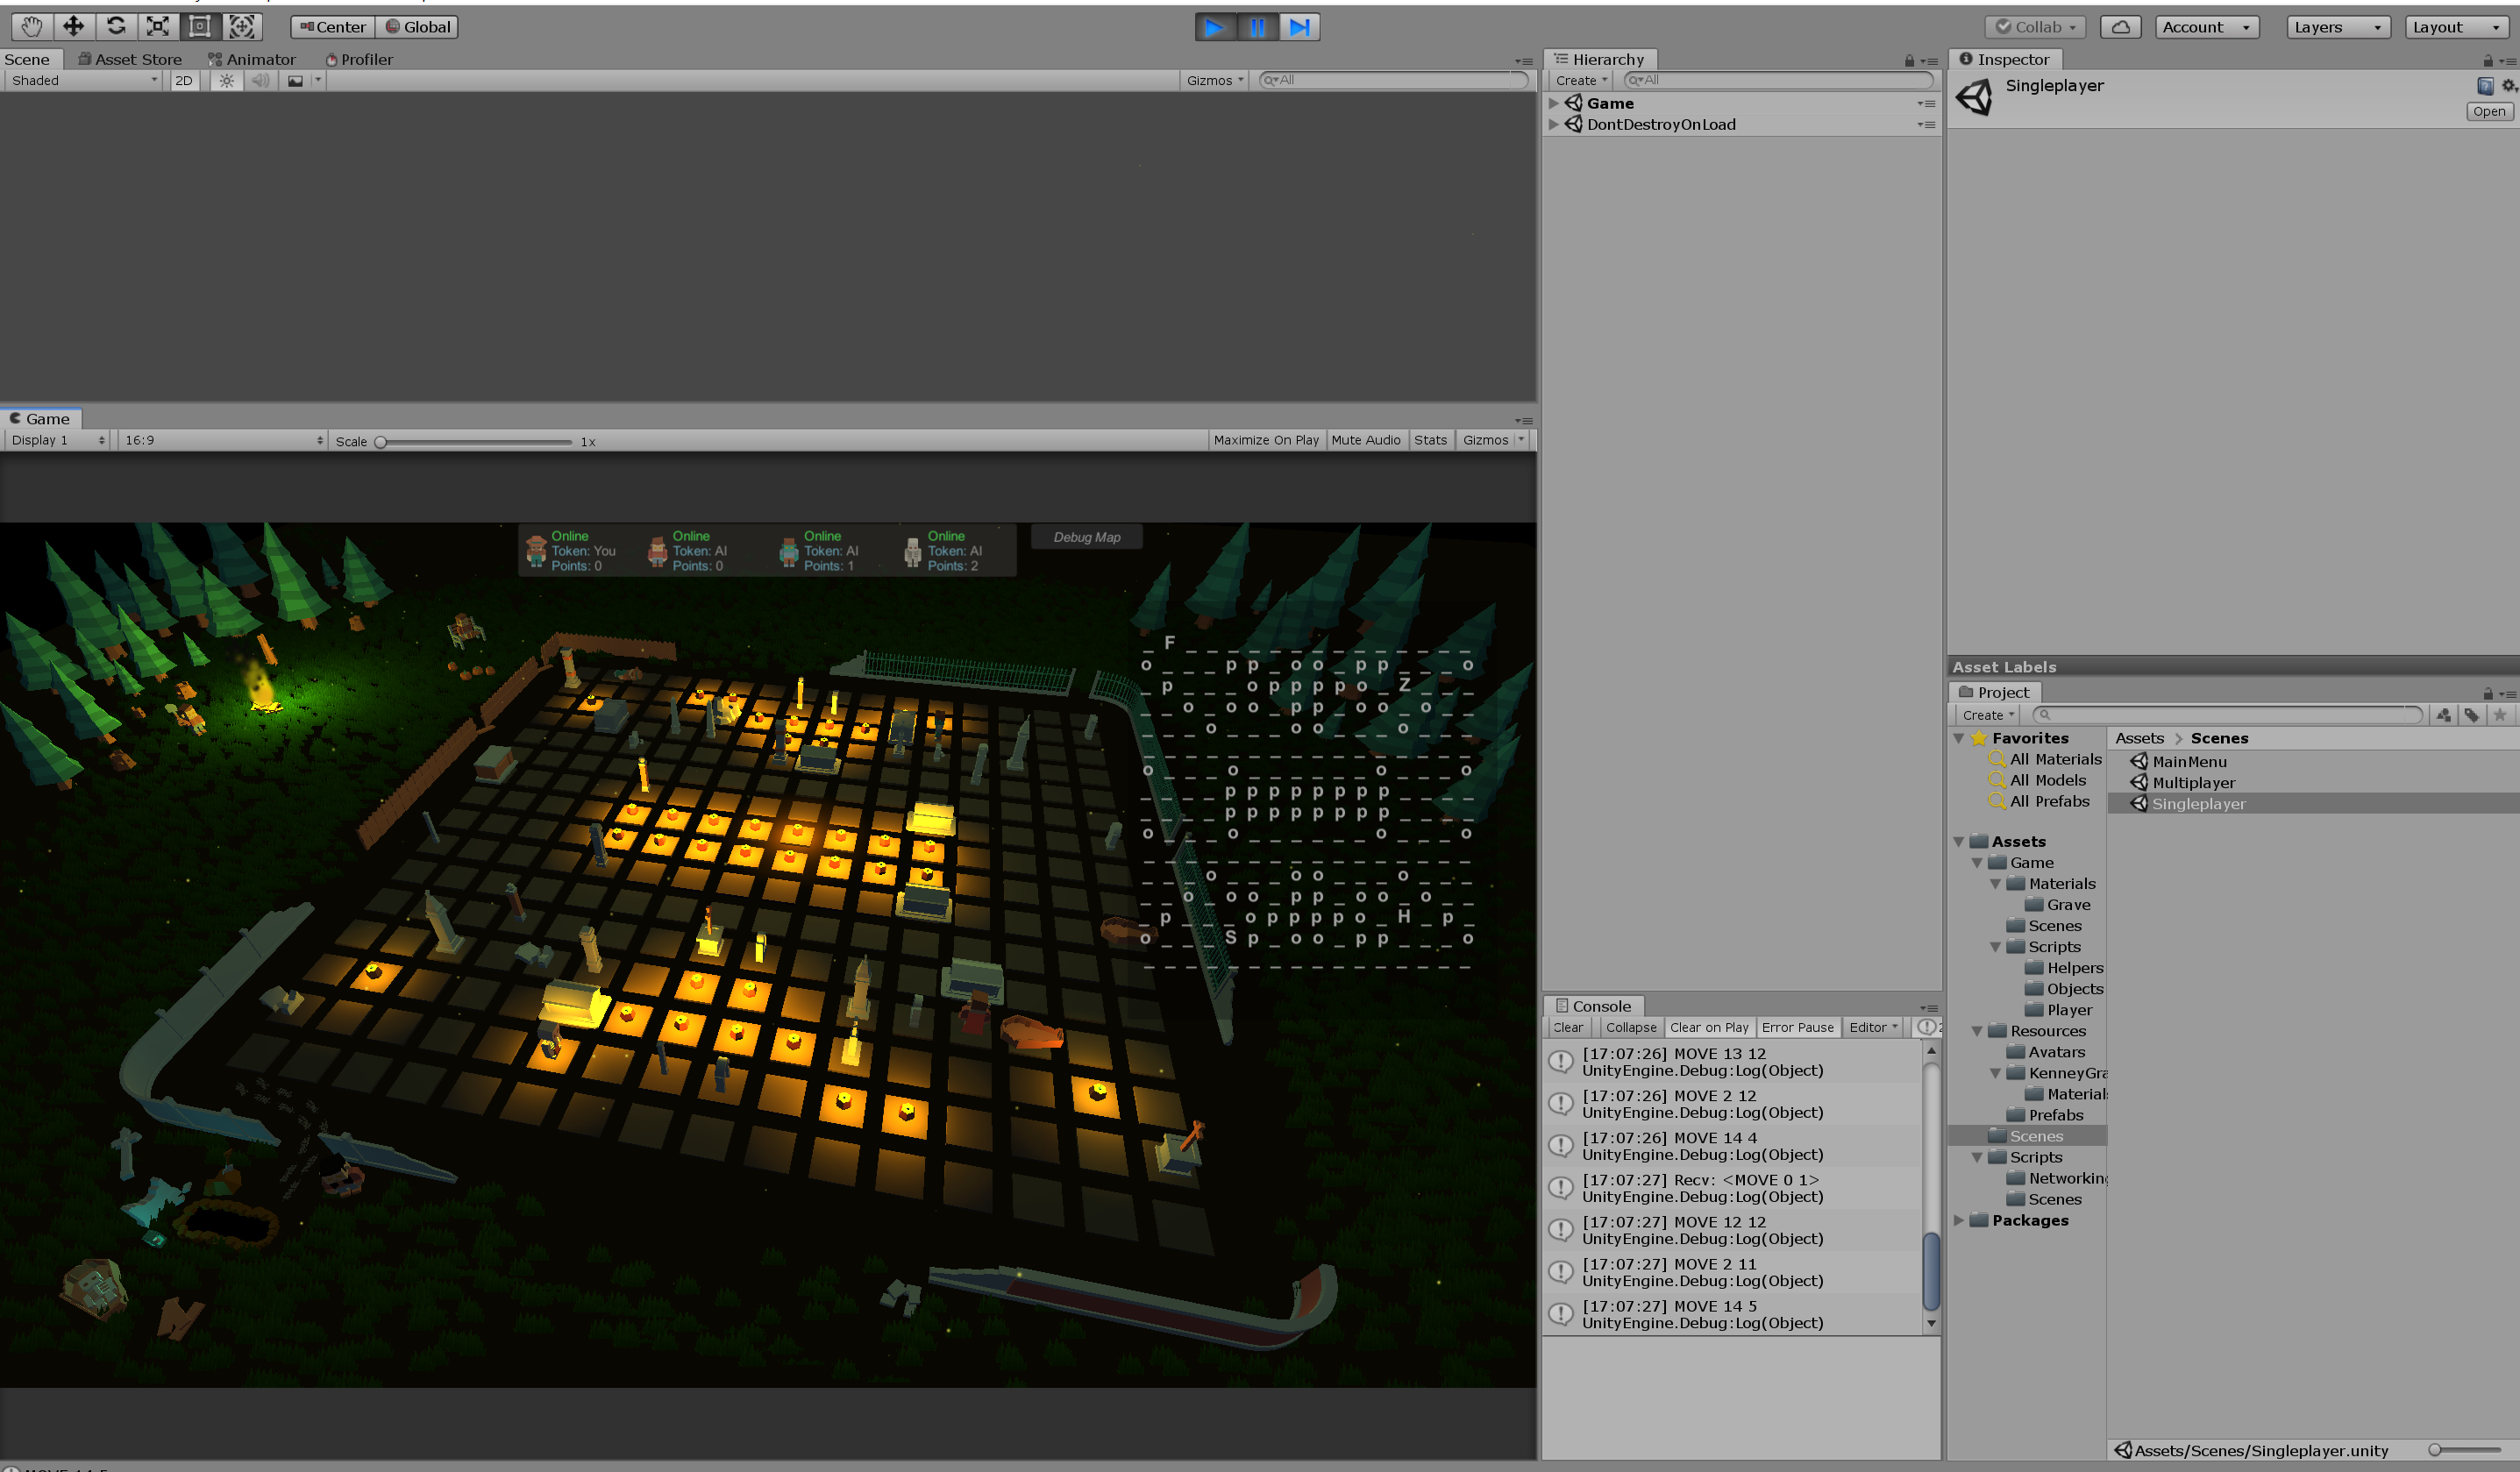 Center Global Collab Account Layers Layout
Scene Asset Store Animator Profiler
Shaded 2D Gizmos All
Game
Display 1 16:9 Scale 1x Maximize On Play Mute Audio Stats Gizmos
Online Online Online Online
Token: You Token: AI Token: AI Token: AI
Points: 0 Points: 0 Points: 1 Points: 2
Debug Map
_ F _ _ _ _ _ _ _ _ _ _ _ _ _ _
o _ _ _ p p _ o o _ p p _ _ _ o
_ p _ _ _ o p p p p o _ Z _ _ _
_ _ o _ o o _ p p _ o o _ o _ _
_ _ _ o _ _ _ o o _ _ _ o _ _ _
_ _ _ _ _ _ _ _ _ _ _ _ _ _ _ _
o _ _ _ o _ _ _ _ _ _ o _ _ _ o
_ _ _ _ p p p p p p p p _ _ _ _
_ _ _ _ p p p p p p p p _ _ _ _
o _ _ _ o _ _ _ _ _ _ o _ _ _ o
_ _ _ _ _ _ _ _ _ _ _ _ _ _ _ _
_ _ _ o _ _ _ o o _ _ _ o _ _ _
_ _ o _ o o _ p p _ o o _ o _ _
_ p _ _ _ o p p p p o _ H _ p _
o _ _ _ S p _ o o _ p p _ _ _ o
_ _ _ _ _ _ _ _ _ _ _ _ _ _ _ _
Hierarchy
Create All
Game
DontDestroyOnLoad
Console
Clear Collapse Clear on Play Error Pause Editor
[17:07:26] MOVE 13 12
UnityEngine.Debug:Log(Object)
[17:07:26] MOVE 2 12
UnityEngine.Debug:Log(Object)
[17:07:26] MOVE 14 4
UnityEngine.Debug:Log(Object)
[17:07:27] Recv: <MOVE 0 1>
UnityEngine.Debug:Log(Object)
[17:07:27] MOVE 12 12
UnityEngine.Debug:Log(Object)
[17:07:27] MOVE 2 11
UnityEngine.Debug:Log(Object)
[17:07:27] MOVE 14 5
UnityEngine.Debug:Log(Object)
Inspector
Singleplayer
Open
Asset Labels
Project
Create
Favorites
All Materials
All Models
All Prefabs
Assets
Game
Materials
Grave
Scenes
Scripts
Helpers
Objects
Player
Resources
Avatars
KenneyGra
Material
Prefabs
Scenes
Scripts
Networking
Scenes
Packages
Assets > Scenes
MainMenu
Multiplayer
Singleplayer
Assets/Scenes/Singleplayer.unity